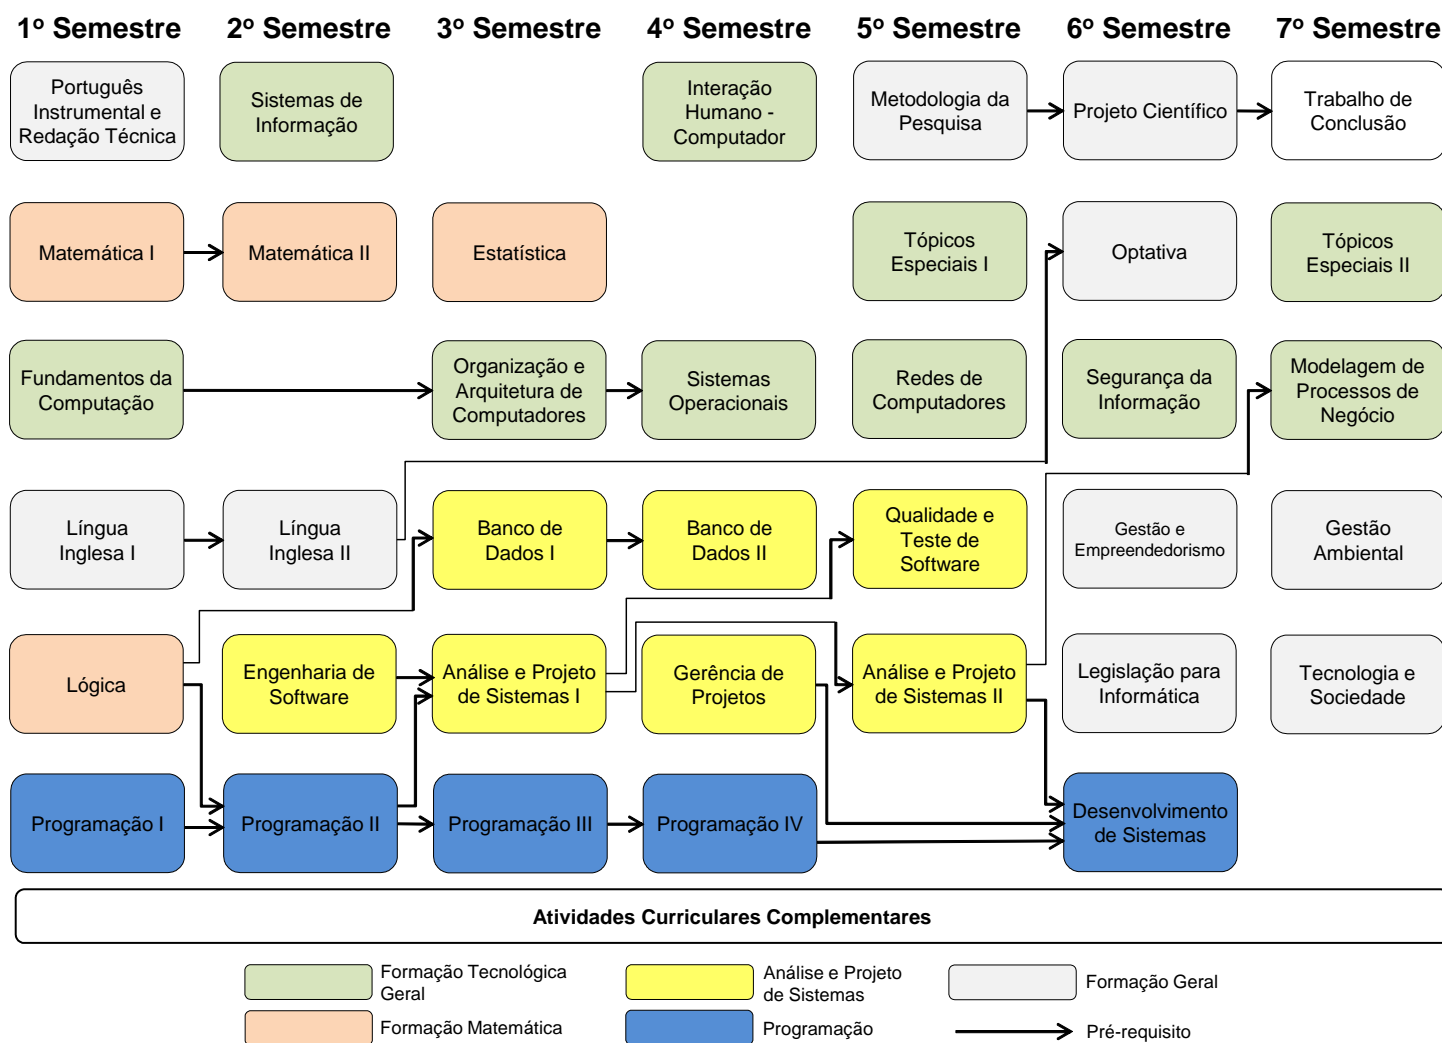 1º Semestre
2º Semestre
3º Semestre
4º Semestre
5º Semestre
6º Semestre
7º Semestre
Português
Instrumental e
Redação Técnica
Sistemas de
Informação
Interação
Humano -
Computador
Metodologia da
Pesquisa
Projeto Científico
Trabalho de
Conclusão
Matemática I
Matemática II
Estatística
Tópicos
Especiais I
Optativa
Tópicos
Especiais II
Fundamentos da
Computação
Organização e
Arquitetura de
Computadores
Sistemas
Operacionais
Redes de
Computadores
Segurança da
Informação
Modelagem de
Processos de
Negócio
Língua
Inglesa I
Língua
Inglesa II
Banco de
Dados I
Banco de
Dados II
Qualidade e
Teste de
Software
Gestão e
Empreendedorismo
Gestão
Ambiental
Lógica
Engenharia de
Software
Análise e Projeto
de Sistemas I
Gerência de
Projetos
Análise e Projeto
de Sistemas II
Legislação para
Informática
Tecnologia e
Sociedade
Programação I
Programação II
Programação III
Programação IV
Desenvolvimento
de Sistemas
Atividades Curriculares Complementares
Formação Tecnológica
Geral
Análise e Projeto
de Sistemas
Formação Geral
Formação Matemática
Programação
Pré-requisito